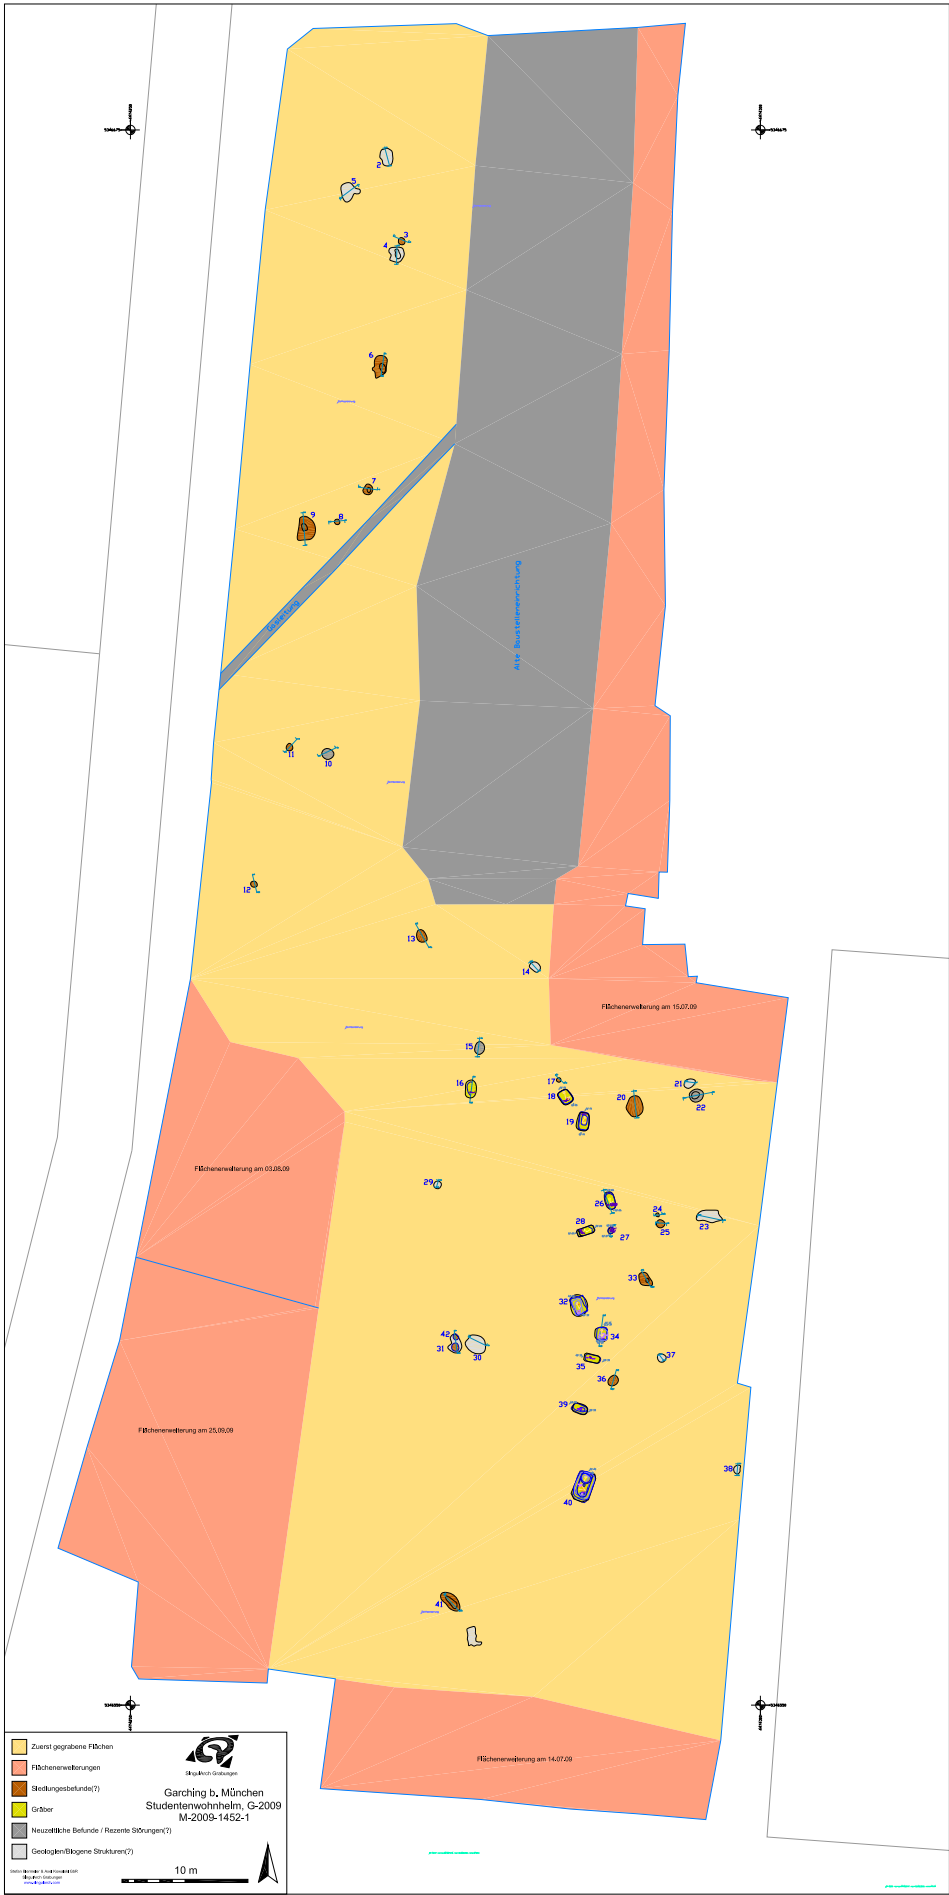 2
5
3
4
6
7
8
9
Gasleitung
Alte Baustelleneinrichtung
11
10
12
13
14
Flächenerweiterung am 15.07.09
15
16
17
18
19
20
21
22
Flächenerweiterung am 03.08.09
29
26
24
25
23
28
27
33
32
34
42
31
30
35
37
36
39
Flächenerweiterung am 25.09.09
38
40
41
Flächenerweiterung am 14.07.09
Zuerst gegrabene Flächen
Flächenerweiterungen
Siedlungsbefunde(?)
Gräber
Neuzeitliche Befunde / Rezente Störungen(?)
Geologien/Biogene Strukturen(?)
SingulArch Grabungen
Garching b. München
Studentenwohnheim, G-2009
M-2009-1452-1
10 m